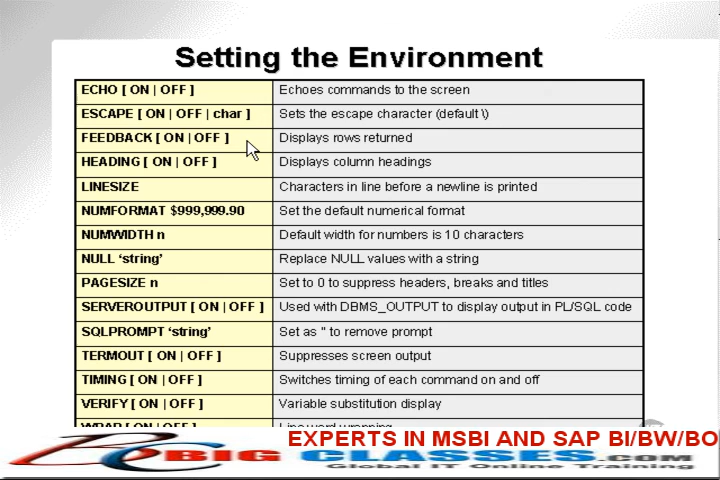 Setting the Environment
ECHO [ ON | OFF ] Echoes commands to the screen
ESCAPE [ ON | OFF | char ] Sets the escape character (default \)
FEEDBACK [ ON | OFF ] Displays rows returned
HEADING [ ON | OFF ] Displays column headings
LINESIZE Characters in line before a newline is printed
NUMFORMAT $999,999.90 Set the default numerical format
NUMWIDTH n Default width for numbers is 10 characters
NULL ‘string’ Replace NULL values with a string
PAGESIZE n Set to 0 to suppress headers, breaks and titles
SERVEROUTPUT [ ON | OFF ] Used with DBMS_OUTPUT to display output in PL/SQL code
SQLPROMPT ‘string’ Set as '' to remove prompt
TERMOUT [ ON | OFF ] Suppresses screen output
TIMING [ ON | OFF ] Switches timing of each command on and off
VERIFY [ ON | OFF ] Variable substitution display
WRAP [ ON | OFF ] Line word wrapping
EXPERTS IN MSBI AND SAP BI/BW/BO
BIG CLASSES.COM
Global IT Online Training